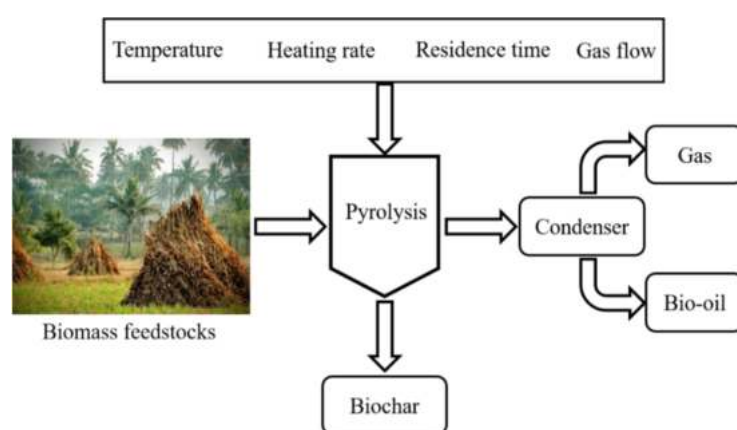 Temperature Heating rate Residence time Gas flow
Pyrolysis
Condenser
Gas
Bio-oil
Biomass feedstocks
Biochar